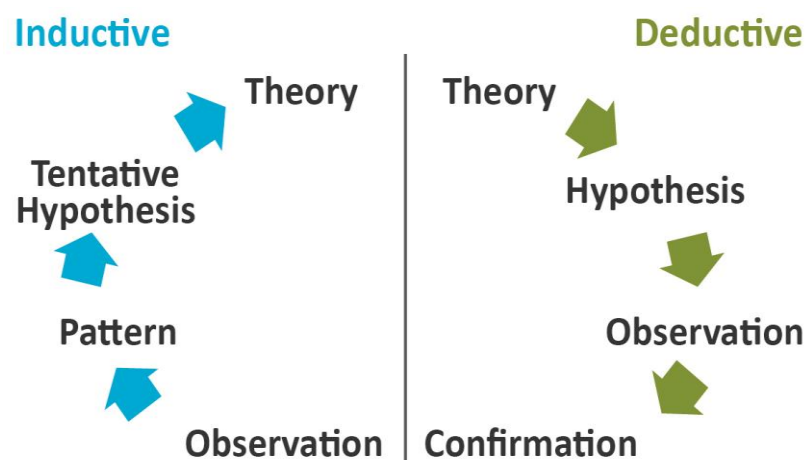 Inductive
Theory
Tentative
Hypothesis
Pattern
Observation
Deductive
Theory
Hypothesis
Observation
Confirmation